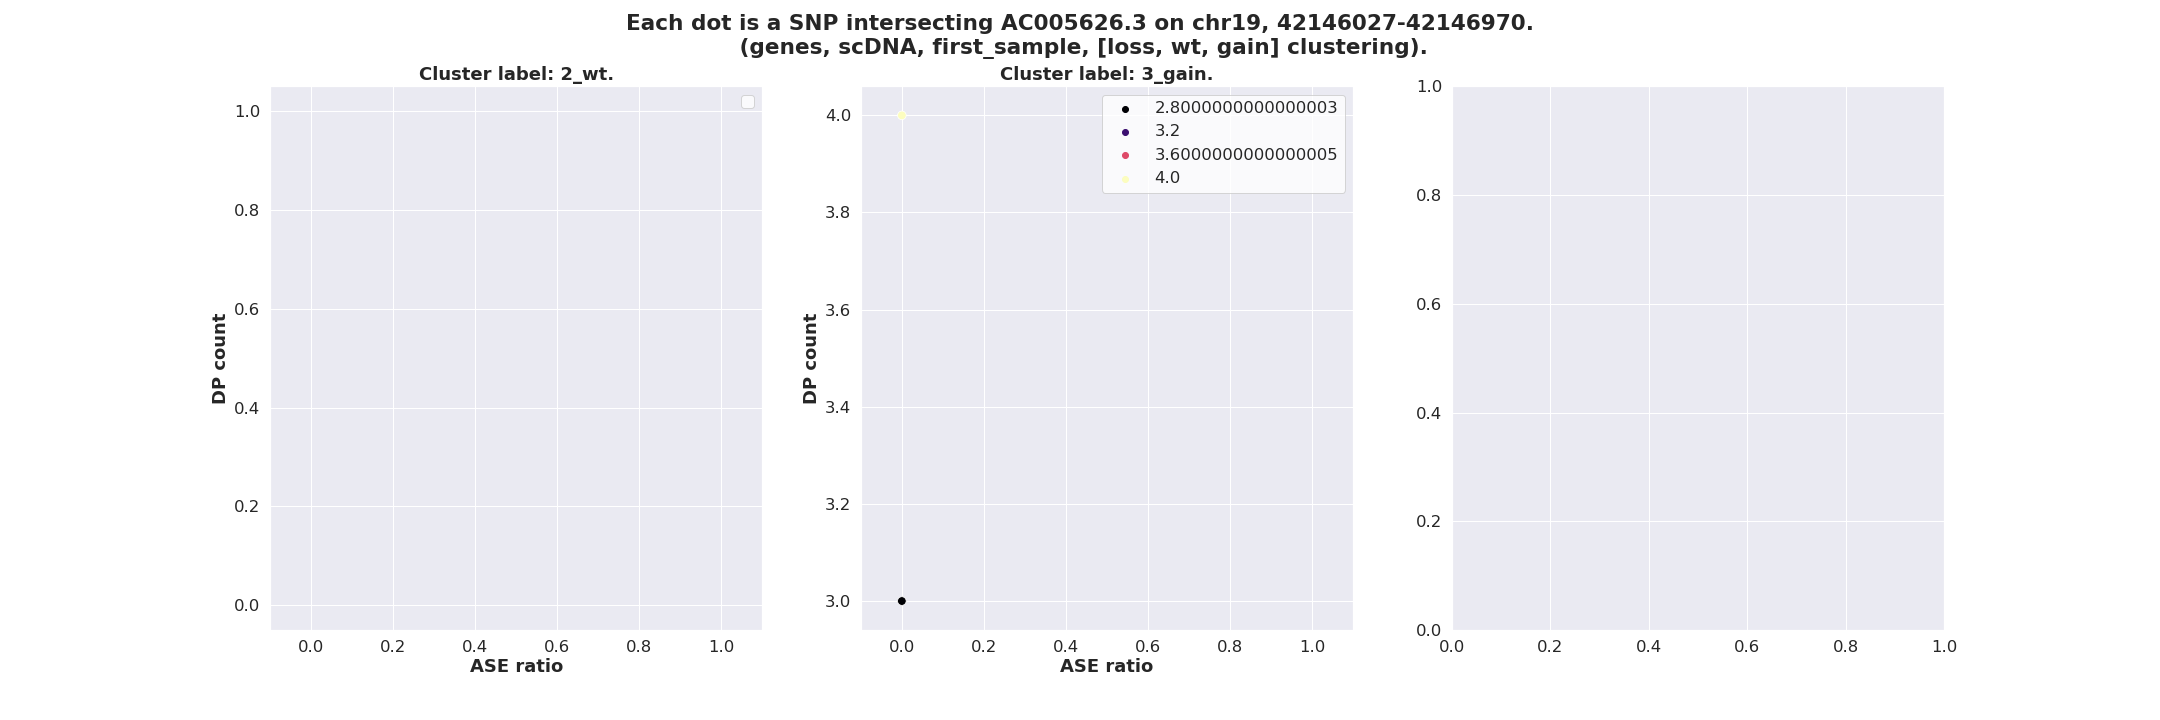 Each dot is a SNP intersecting AC005626.3 on chr19, 42146027-42146970.
(genes, scDNA, first_sample, [loss, wt, gain] clustering).
Cluster label: 2_wt.
1.0
0.8
0.6
0.4
0.2
0.0
DP count
0.0 0.2 0.4 0.6 0.8 1.0
ASE ratio
Cluster label: 3_gain.
2.8000000000000003
3.2
3.6000000000000005
4.0
4.0
3.8
3.6
3.4
3.2
3.0
DP count
0.0 0.2 0.4 0.6 0.8 1.0
ASE ratio
1.0
0.8
0.6
0.4
0.2
0.0
0.0 0.2 0.4 0.6 0.8 1.0